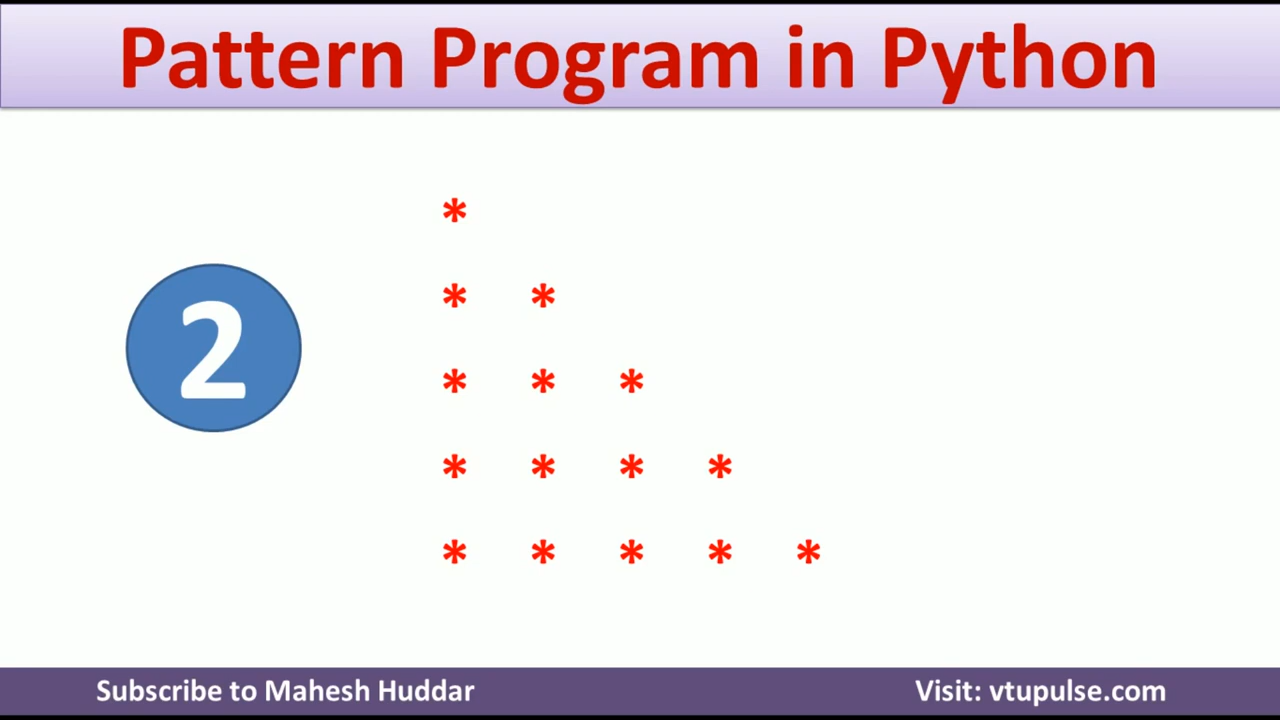 Pattern Program in Python
*
* *
2
* * *
* * * *
* * * * *
Subscribe to Mahesh Huddar
Visit: vtupulse.com